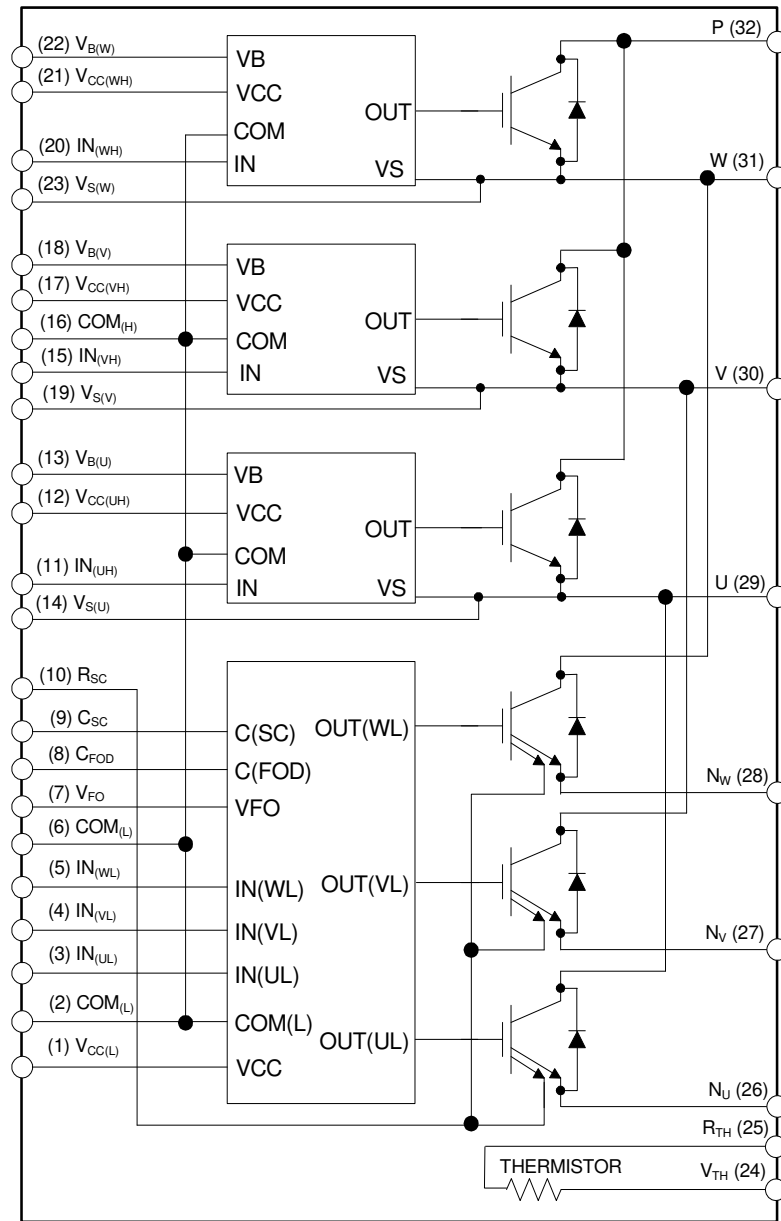 (22) VB(W)
(21) VCC(WH)
(20) IN(WH)
(23) VS(W)
VB
VCC
COM
IN
OUT
VS
P (32)
W (31)
(18) VB(V)
(17) VCC(VH)
(16) COM(H)
(15) IN(VH)
(19) VS(V)
VB
VCC
COM
IN
OUT
VS
V (30)
(13) VB(U)
(12) VCC(UH)
(11) IN(UH)
(14) VS(U)
VB
VCC
COM
IN
OUT
VS
U (29)
(10) RSC
(9) CSC
(8) CFOD
(7) VFO
(6) COM(L)
(5) IN(WL)
(4) IN(VL)
(3) IN(UL)
(2) COM(L)
(1) VCC(L)
C(SC)
C(FOD)
VFO
IN(WL)
IN(VL)
IN(UL)
COM(L)
VCC
OUT(WL)
OUT(VL)
OUT(UL)
NW (28)
NV (27)
NU (26)
RTH (25)
THERMISTOR
VTH (24)